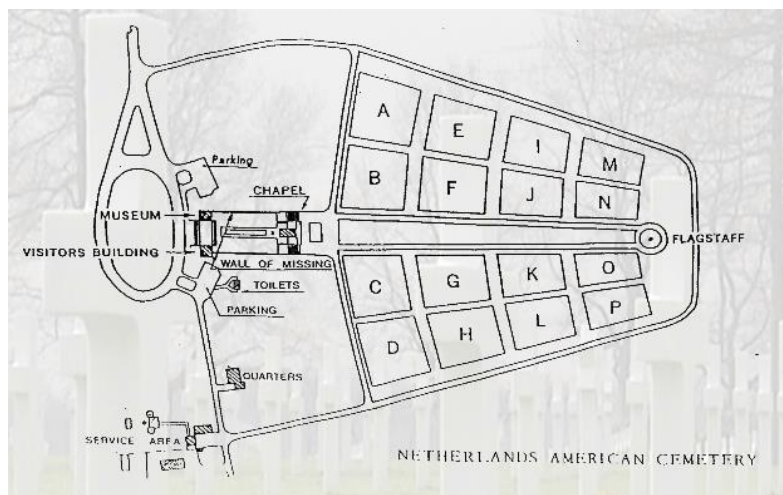 A
E
I
M
B
F
J
N
Parking
CHAPEL
MUSEUM
VISITORS BUILDING
FLAGSTAFF
WALL OF MISSING
TOILETS
PARKING
C
G
K
O
D
H
L
P
QUARTERS
SERVICE AREA
NETHERLANDS AMERICAN CEMETERY